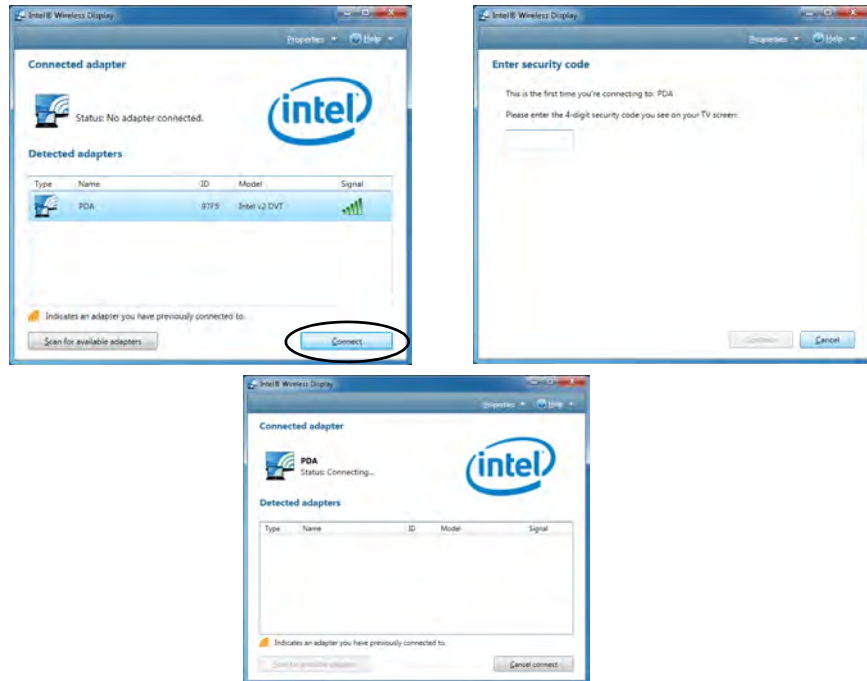 Intel® Wireless Display
Properties Help
Connected adapter
Status: No adapter connected.
intel
Detected adapters
Type Name ID Model Signal
PDA 97F5 Intel v2 DVT
Indicates an adapter you have previously connected to.
Scan for available adapters Connect
Intel® Wireless Display
Properties Help
Enter security code
This is the first time you're connecting to: PDA
Please enter the 4-digit security code you see on your TV screen:
Continue Cancel
Intel® Wireless Display
Properties Help
Connected adapter
PDA
Status: Connecting...
intel
Detected adapters
Type Name ID Model Signal
Indicates an adapter you have previously connected to.
Scan for available adapters Cancel connect